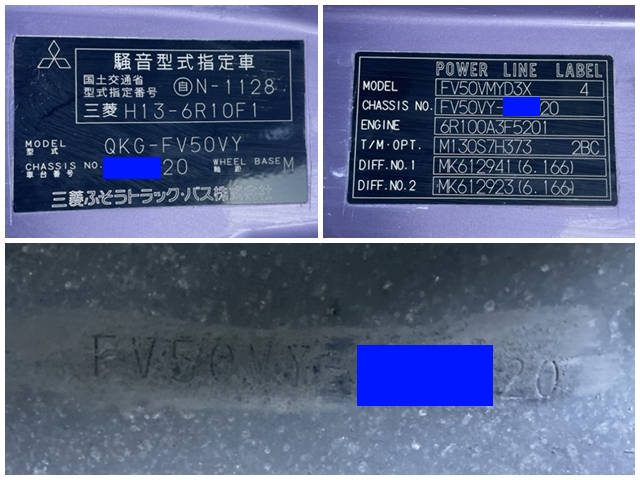 騒音型式指定車
国土交通省
型式指定番号 自N-1128
三菱 H13-6R10F1
MODEL
型式 QKG-FV50VY
CHASSIS NO.
車台番号 20 WHEEL BASE
軸距 M
三菱ふそうトラック・バス株式会社
POWER LINE LABEL
MODEL FV50VMYD3X 4
CHASSIS NO. FV50VY- 20
ENGINE 6R100A3F5201
T/M・OPT. M130S7H373 2BC
DIFF.NO.1 MK612941(6.166)
DIFF.NO.2 MK612923(6.166)
FV50VY- 20